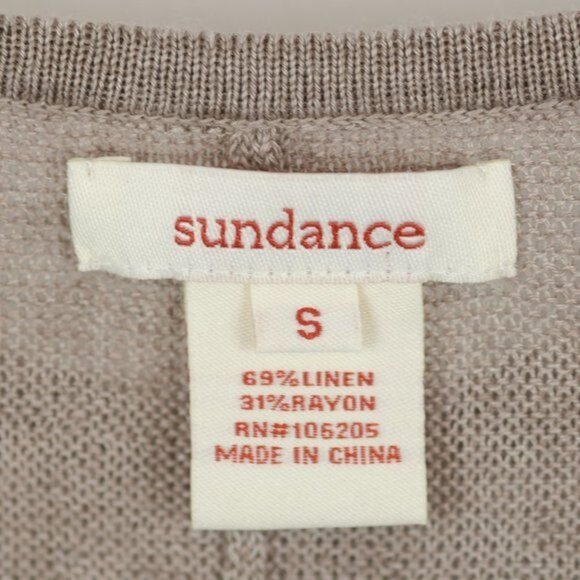 sundance
S
69%LINEN
31%RAYON
RN#106205
MADE IN CHINA